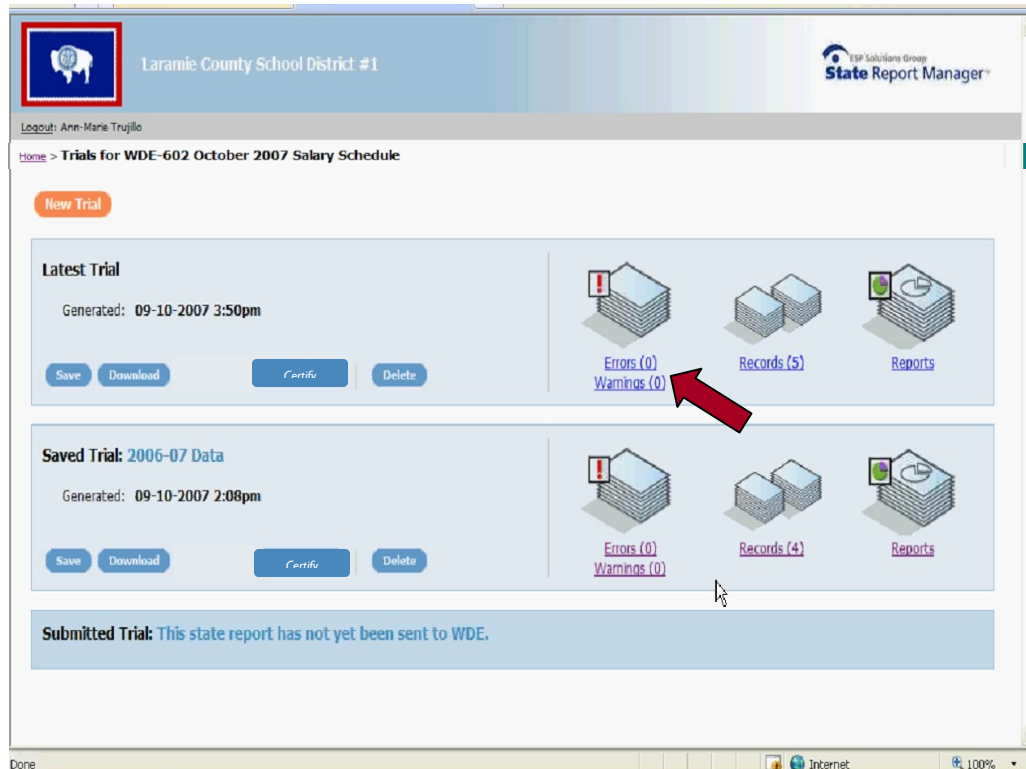 Laramie County School District #1
ESP Solutions Group
State Report Manager
Logout: Ann-Marie Trujillo
Home > Trials for WDE-602 October 2007 Salary Schedule
New Trial
Latest Trial
Generated: 09-10-2007 3:50pm
Save Download Certify Delete
Errors (0)
Warnings (0)
Records (5)
Reports
Saved Trial: 2006-07 Data
Generated: 09-10-2007 2:08pm
Save Download Certify Delete
Errors (0)
Warnings (0)
Records (4)
Reports
Submitted Trial: This state report has not yet been sent to WDE.
Done Internet 100%